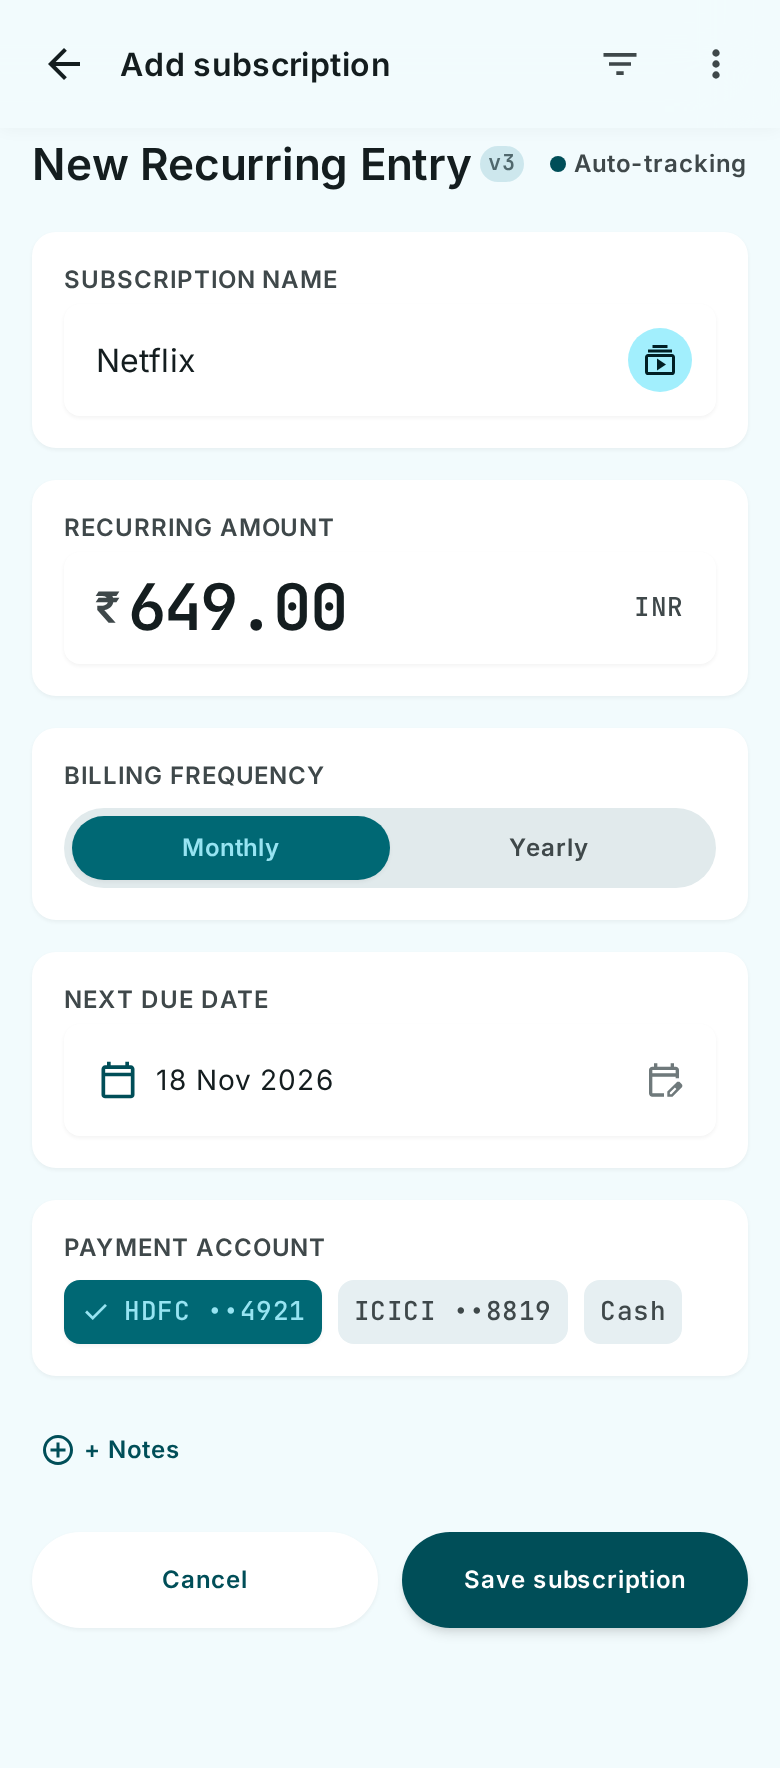 Add subscription
New Recurring Entry v3 Auto-tracking
SUBSCRIPTION NAME
Netflix
RECURRING AMOUNT
₹649.00 INR
BILLING FREQUENCY
Monthly Yearly
NEXT DUE DATE
18 Nov 2026
PAYMENT ACCOUNT
HDFC ••4921 ICICI ••8819 Cash
+ Notes
Cancel Save subscription